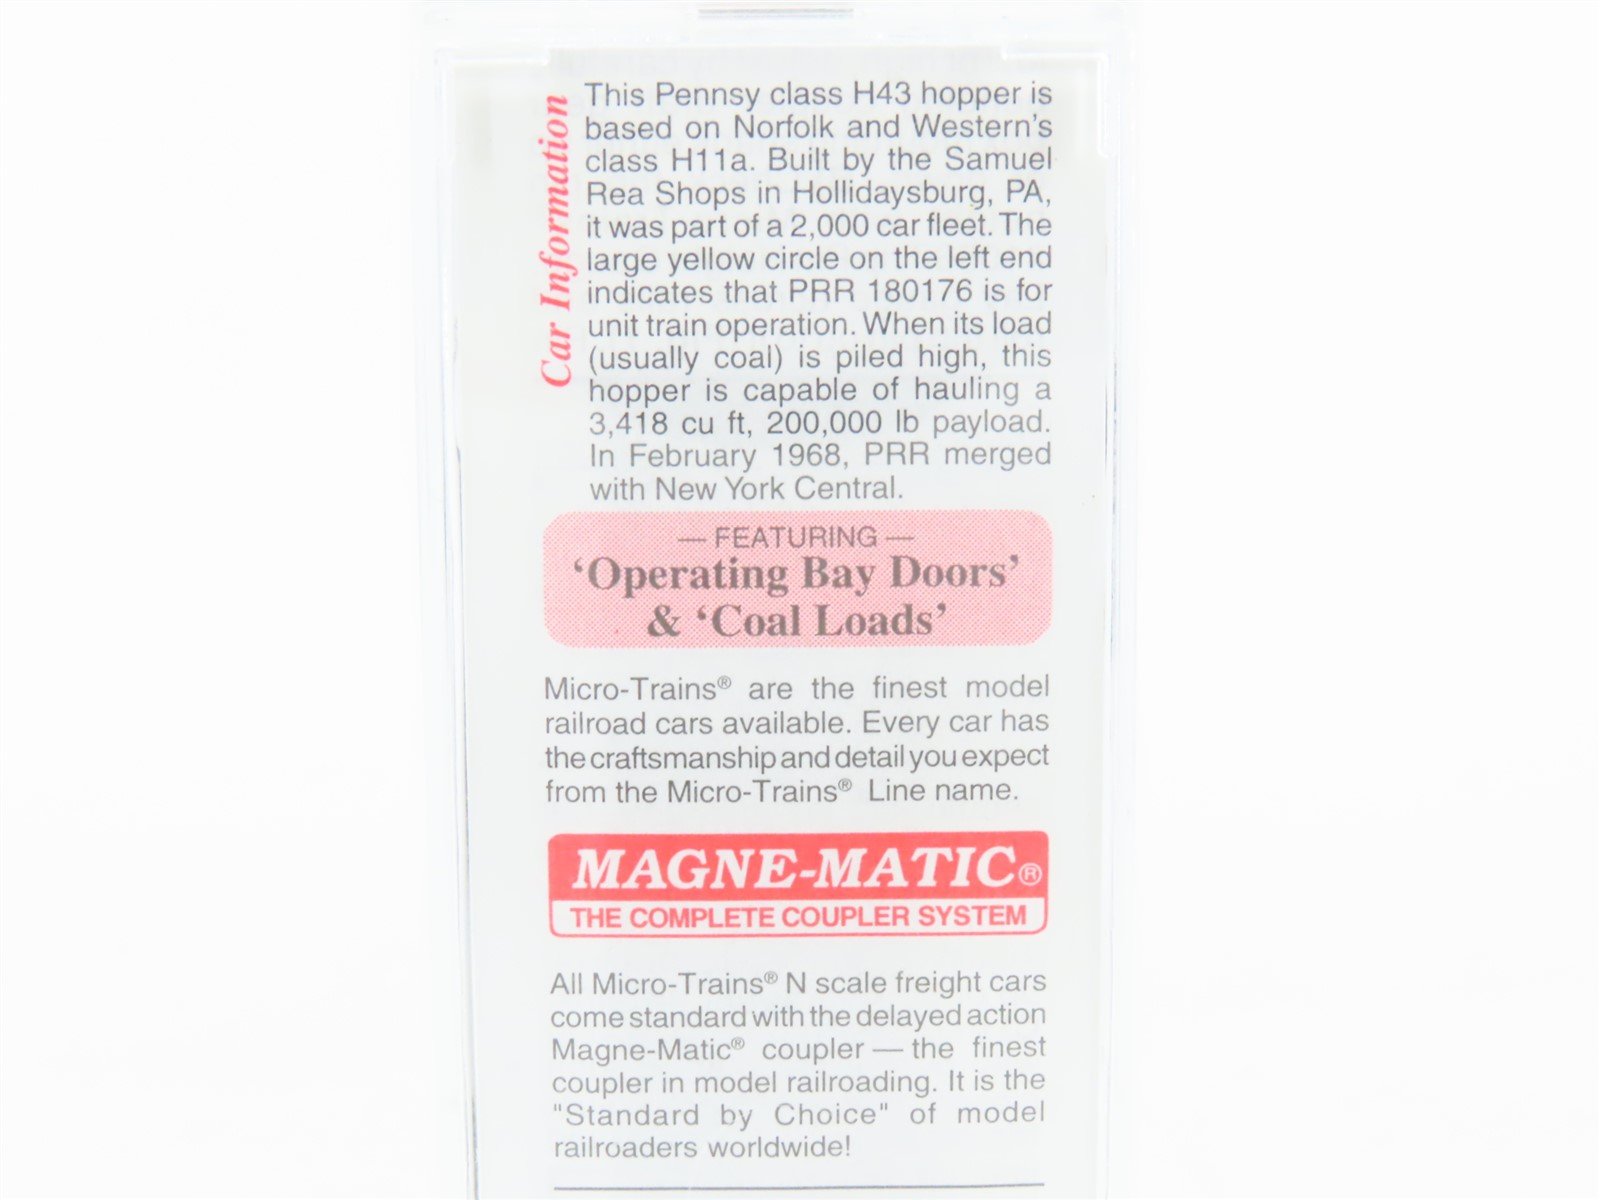 Car Information
This Pennsy class H43 hopper is
based on Norfolk and Western's
class H11a. Built by the Samuel
Rea Shops in Hollidaysburg, PA,
it was part of a 2,000 car fleet. The
large yellow circle on the left end
indicates that PRR 180176 is for
unit train operation. When its load
(usually coal) is piled high, this
hopper is capable of hauling a
3,418 cu ft, 200,000 lb payload.
In February 1968, PRR merged
with New York Central.
— FEATURING —
‘Operating Bay Doors’
& ‘Coal Loads’
Micro-Trains® are the finest model
railroad cars available. Every car has
the craftsmanship and detail you expect
from the Micro-Trains® Line name.
MAGNE-MATIC®
THE COMPLETE COUPLER SYSTEM
All Micro-Trains® N scale freight cars
come standard with the delayed action
Magne-Matic® coupler — the finest
coupler in model railroading. It is the
"Standard by Choice" of model
railroaders worldwide!